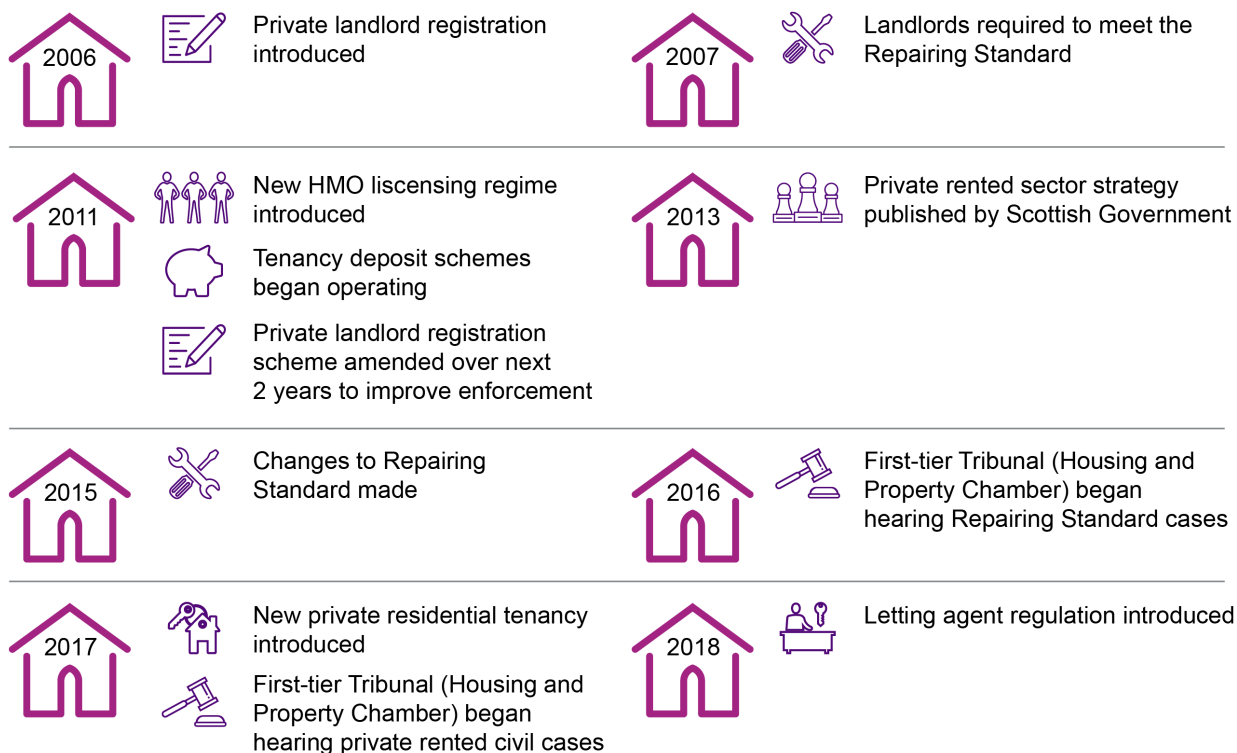 2006
Private landlord registration
introduced
2007
Landlords required to meet the
Repairing Standard
2011
New HMO liscensing regime
introduced
Tenancy deposit schemes
began operating
Private landlord registration
scheme amended over next
2 years to improve enforcement
2013
Private rented sector strategy
published by Scottish Government
2015
Changes to Repairing
Standard made
2016
First-tier Tribunal (Housing and
Property Chamber) began
hearing Repairing Standard cases
2017
New private residential tenancy
introduced
First-tier Tribunal (Housing and
Property Chamber) began
hearing private rented civil cases
2018
Letting agent regulation introduced